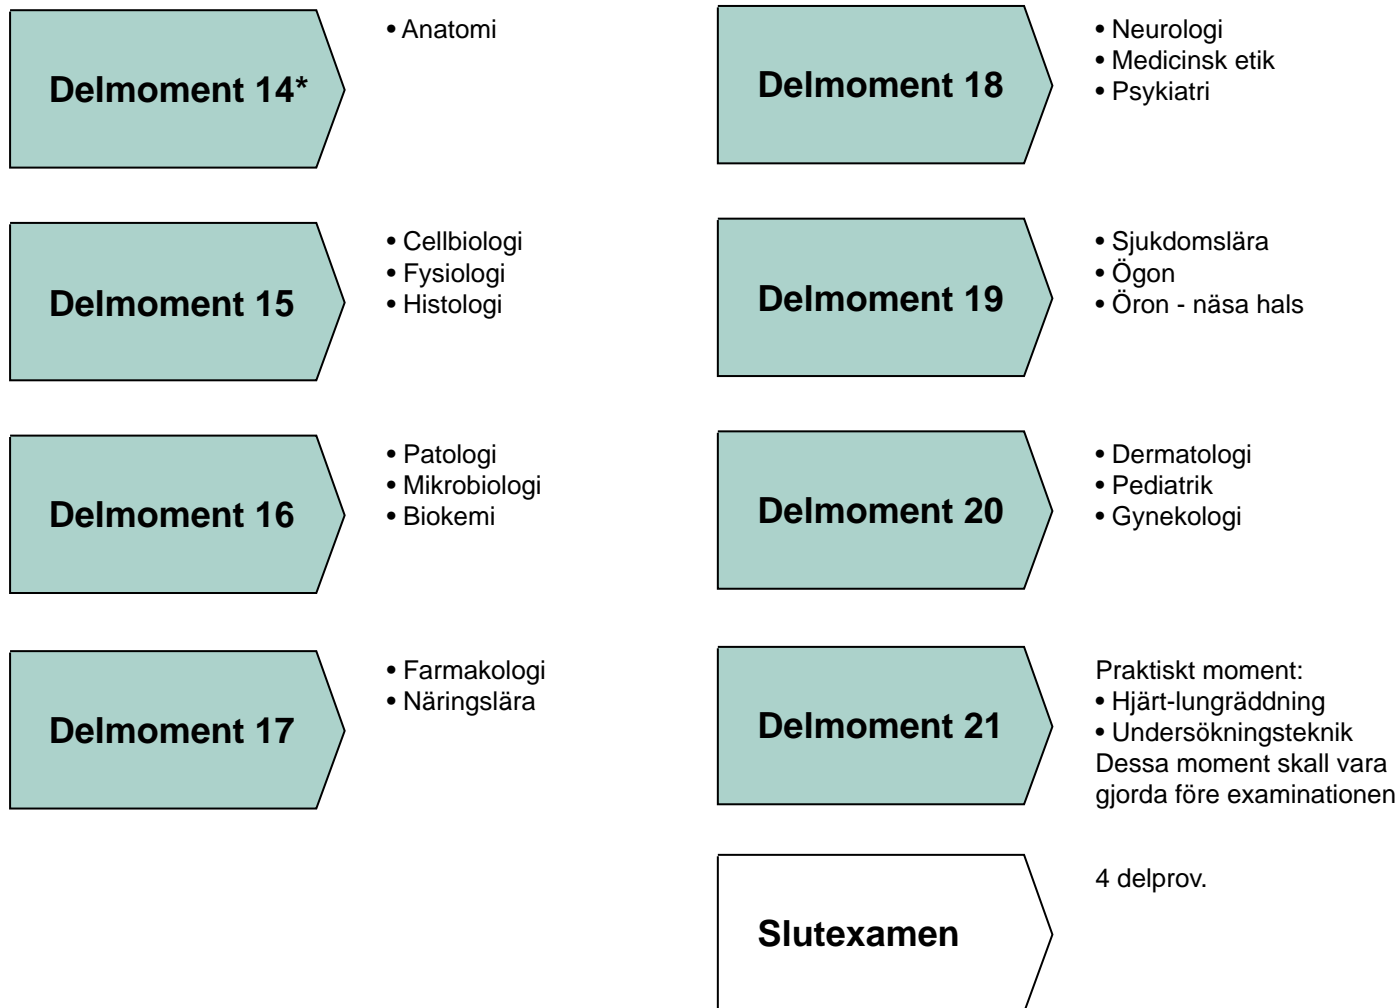 Delmoment 14*
• Anatomi
Delmoment 15
• Cellbiologi
• Fysiologi
• Histologi
Delmoment 16
• Patologi
• Mikrobiologi
• Biokemi
Delmoment 17
• Farmakologi
• Näringslära
Delmoment 18
• Neurologi
• Medicinsk etik
• Psykiatri
Delmoment 19
• Sjukdomslära
• Ögon
• Öron - näsa hals
Delmoment 20
• Dermatologi
• Pediatrik
• Gynekologi
Delmoment 21
Praktiskt moment:
• Hjärt-lungräddning
• Undersökningsteknik
Dessa moment skall vara
gjorda före examinationen
Slutexamen
4 delprov.